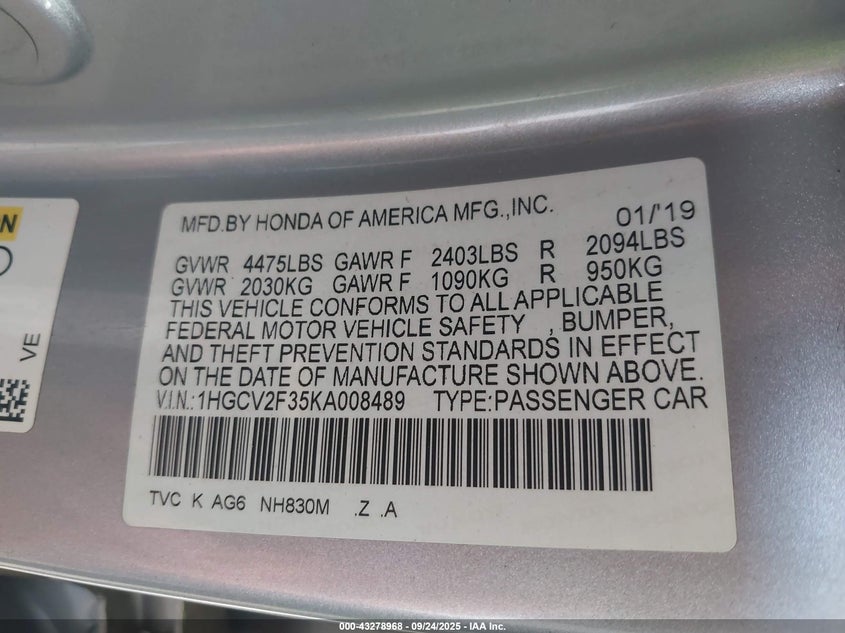 ON
VE
MFD.BY HONDA OF AMERICA MFG.,INC. 01/'19
GVWR 4475LBS GAWR F 2403LBS R 2094LBS
GVWR 2030KG GAWR F 1090KG R 950KG
THIS VEHICLE CONFORMS TO ALL APPLICABLE
FEDERAL MOTOR VEHICLE SAFETY , BUMPER,
AND THEFT PREVENTION STANDARDS IN EFFECT
ON THE DATE OF MANUFACTURE SHOWN ABOVE.
V.I.N.:1HGCV2F35KA008489 TYPE:PASSENGER CAR
TVC K AG6 NH830M .Z .A
000-43278968 - 09/24/2025 - IAA Inc.